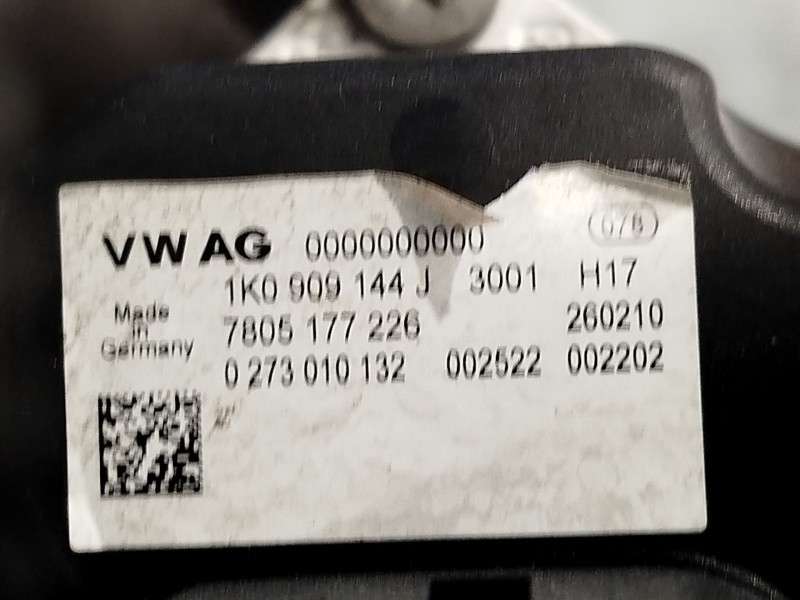 VW AG 0000000000 078
1K0 909 144 J 3001 H17
Made in Germany
7805 177 226 260210
0 273 010 132 002522 002202